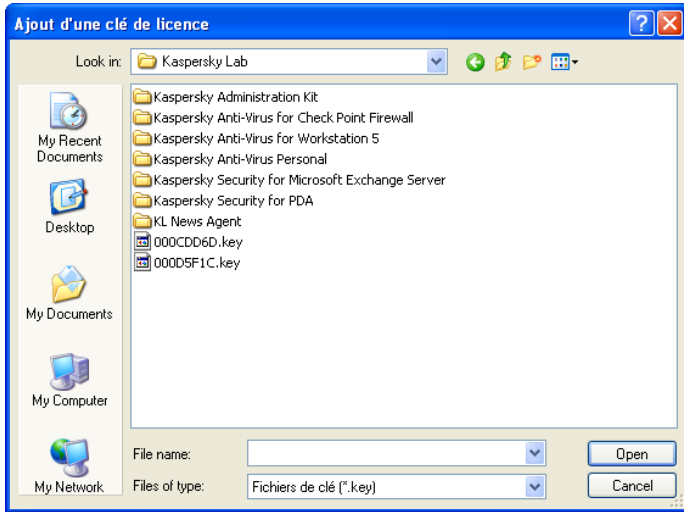 Ajout d'une clé de licence
Look in: Kaspersky Lab
Kaspersky Administration Kit
Kaspersky Anti-Virus for Check Point Firewall
Kaspersky Anti-Virus for Workstation 5
Kaspersky Anti-Virus Personal
Kaspersky Security for Microsoft Exchange Server
Kaspersky Security for PDA
KL News Agent
000CDD6D.key
000D5F1C.key
My Recent
Documents
Desktop
My Documents
My Computer
My Network
File name:
Open
Files of type: Fichiers de clé (*.key)
Cancel